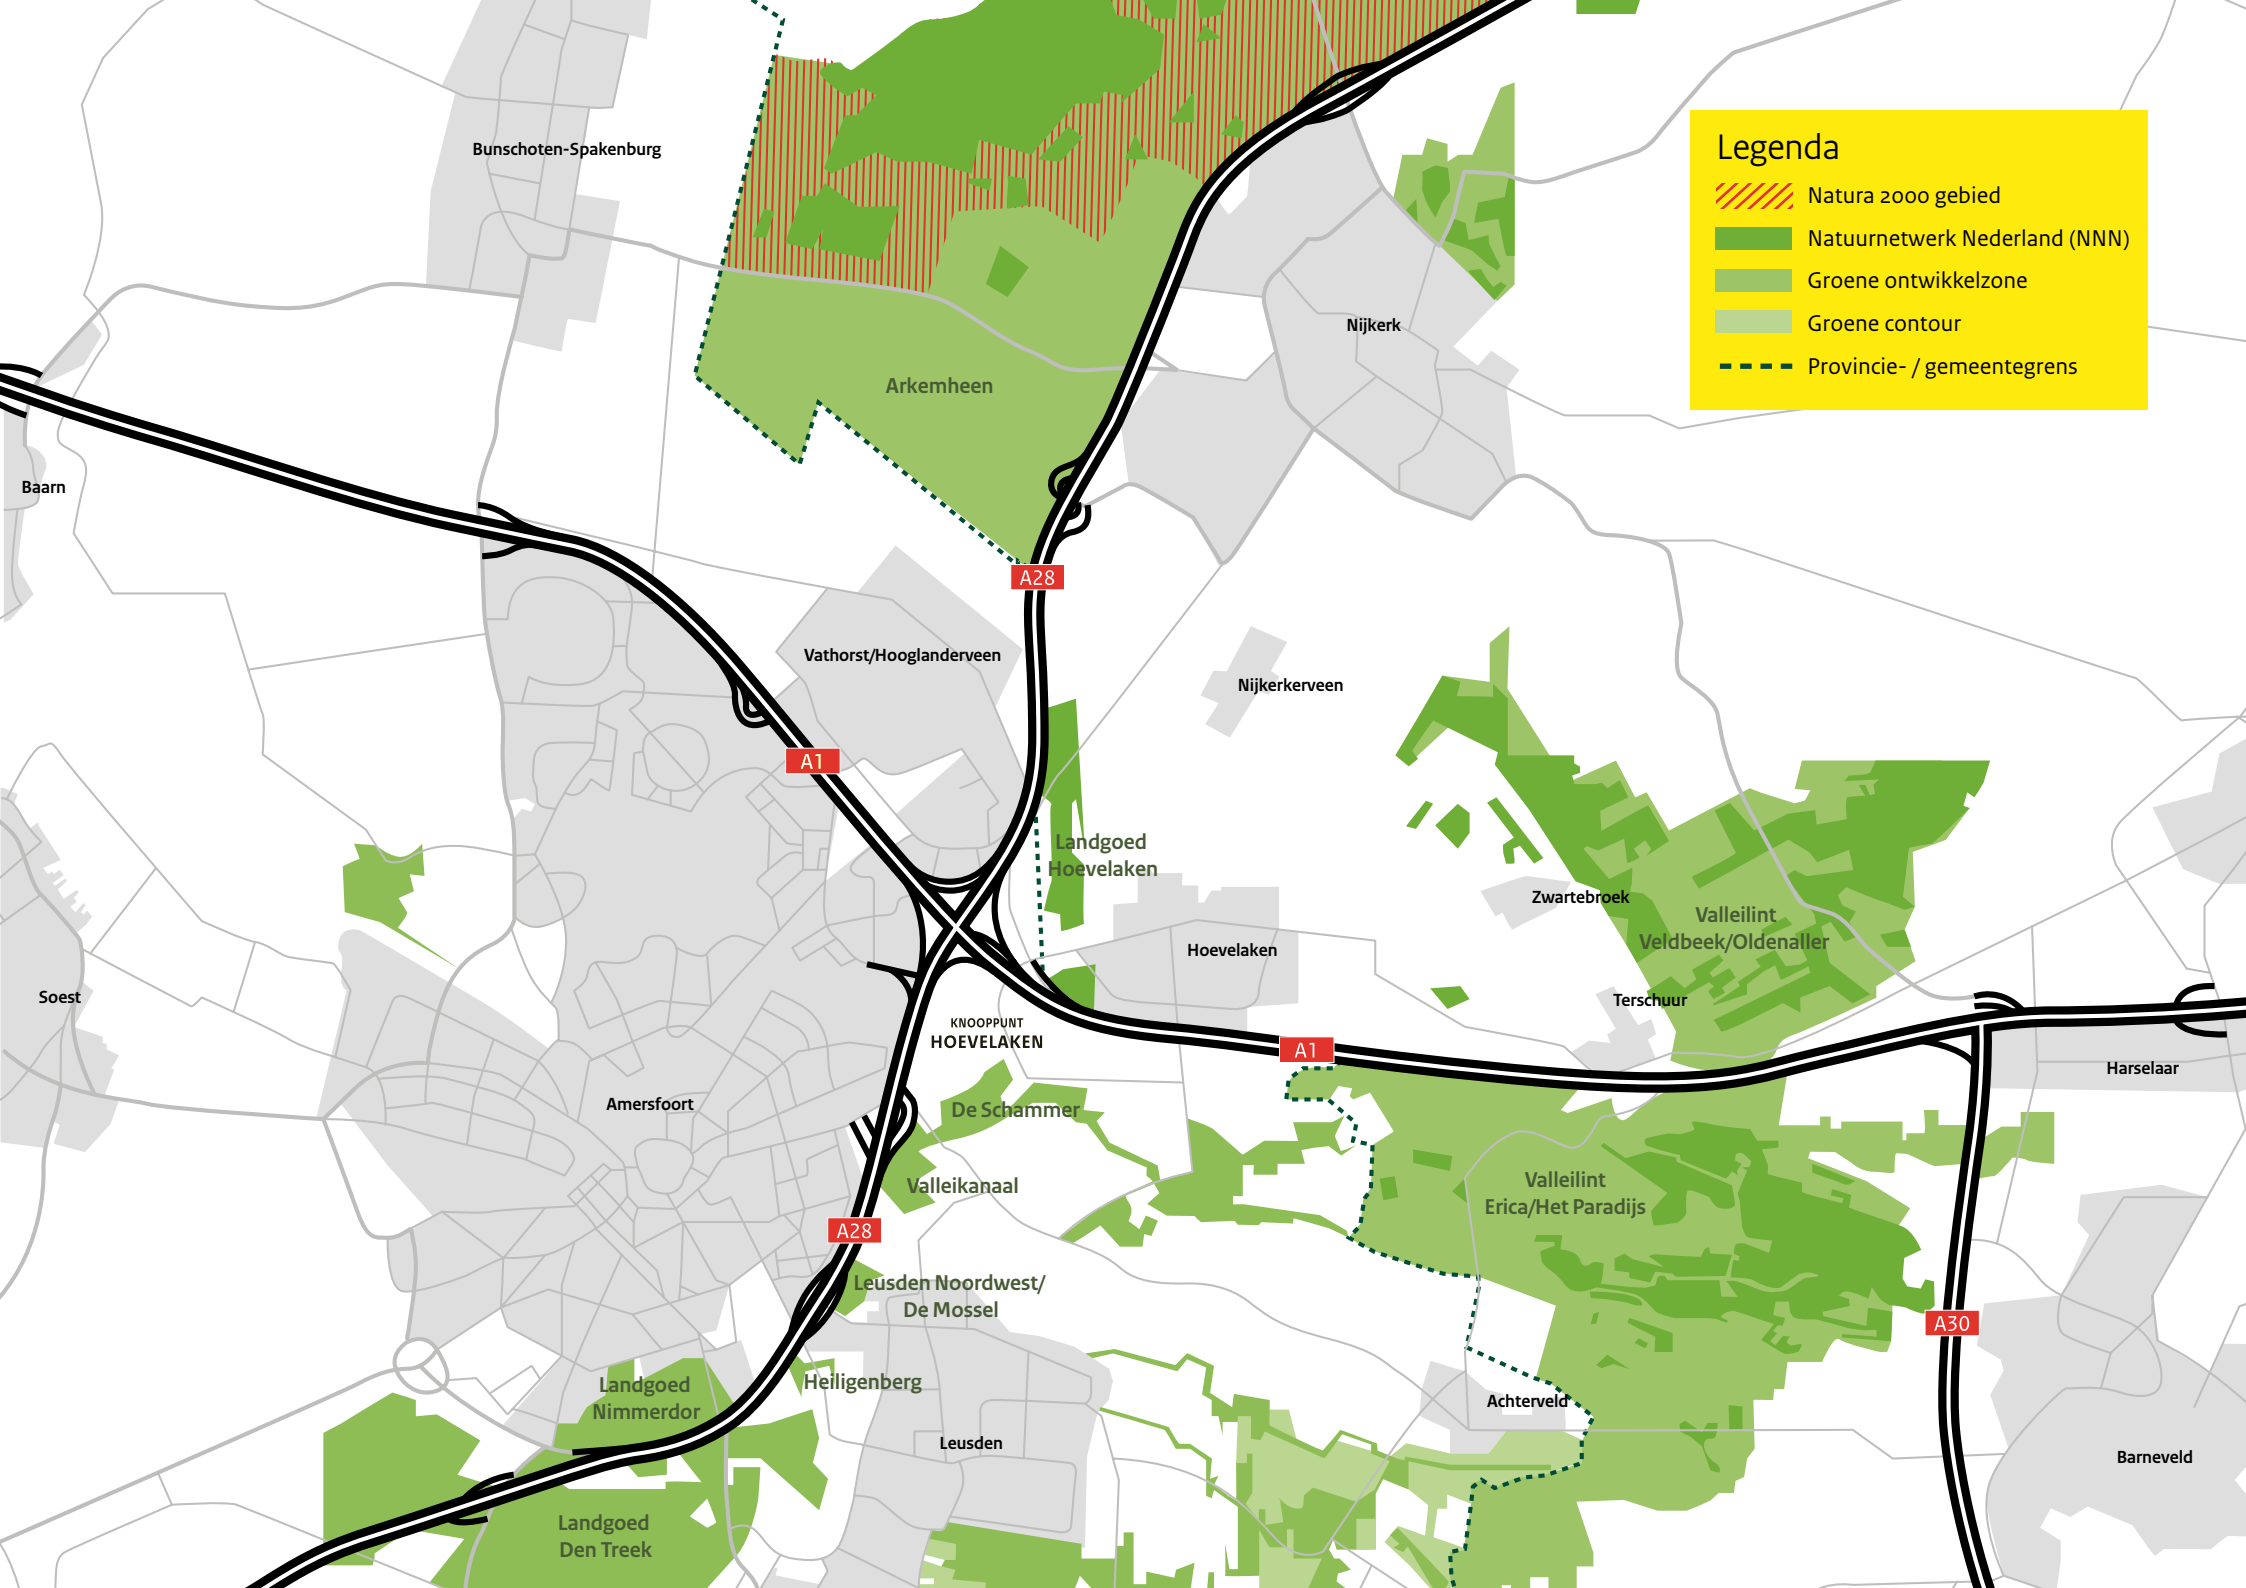 Bunschoten-Spakenburg
Legenda
Natura 2000 gebied
Natuurnetwerk Nederland (NNN)
Groene ontwikkelzone
Groene contour
Provincie- / gemeentegrens
Nijkerk
Arkemheen
Baarn
A28
Vathorst/Hooglanderveen
Nijkerkerveen
A1
Landgoed
Hoevelaken
Zwartebroek
Valleilint
Veldbeek/Oldenaller
Hoevelaken
Soest
Terschuur
KNOOPPUNT
HOEVELAKEN
A1
Harselaar
Amersfoort
De Schammer
Valleikanaal
Valleilint
Erica/Het Paradijs
A28
Leusden Noordwest/
De Mossel
A30
Landgoed
Nimmerdor
Heiligenberg
Achterveld
Leusden
Barneveld
Landgoed
Den Treek